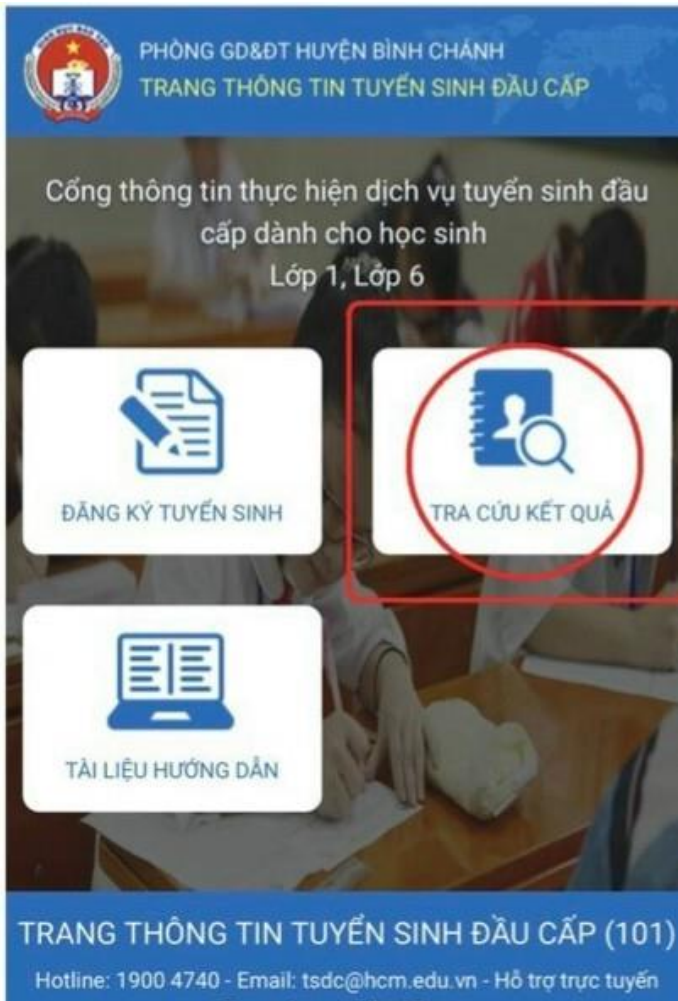 PHÒNG GD&ĐT HUYỆN BÌNH CHÁNH
TRANG THÔNG TIN TUYỂN SINH ĐẦU CẤP
Cổng thông tin thực hiện dịch vụ tuyển sinh đầu
cấp dành cho học sinh
Lớp 1, Lớp 6
ĐĂNG KÝ TUYỂN SINH
TRA CỨU KẾT QUẢ
TÀI LIỆU HƯỚNG DẪN
TRANG THÔNG TIN TUYỂN SINH ĐẦU CẤP (101)
Hotline: 1900 4740 - Email: tsdc@hcm.edu.vn - Hỗ trợ trực tuyến